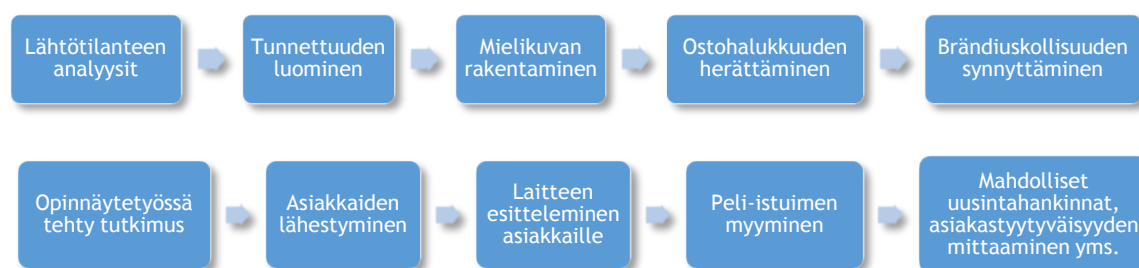 Lähtötilanteen
analyysit
Tunnettuuden
luominen
Mielikuvan
rakentaminen
Ostohalukkuuden
herättäminen
Brändiuskollisuuden
synnyttäminen
Opinnäytetyössä
tehty tutkimus
Asiakkaiden
lähestyminen
Laitteen
esitteleminen
asiakkaille
Peli-istuimen
myyminen
Mahdolliset
uusintahankinnat,
asiakastyytyväisyyden
mittaaminen yms.